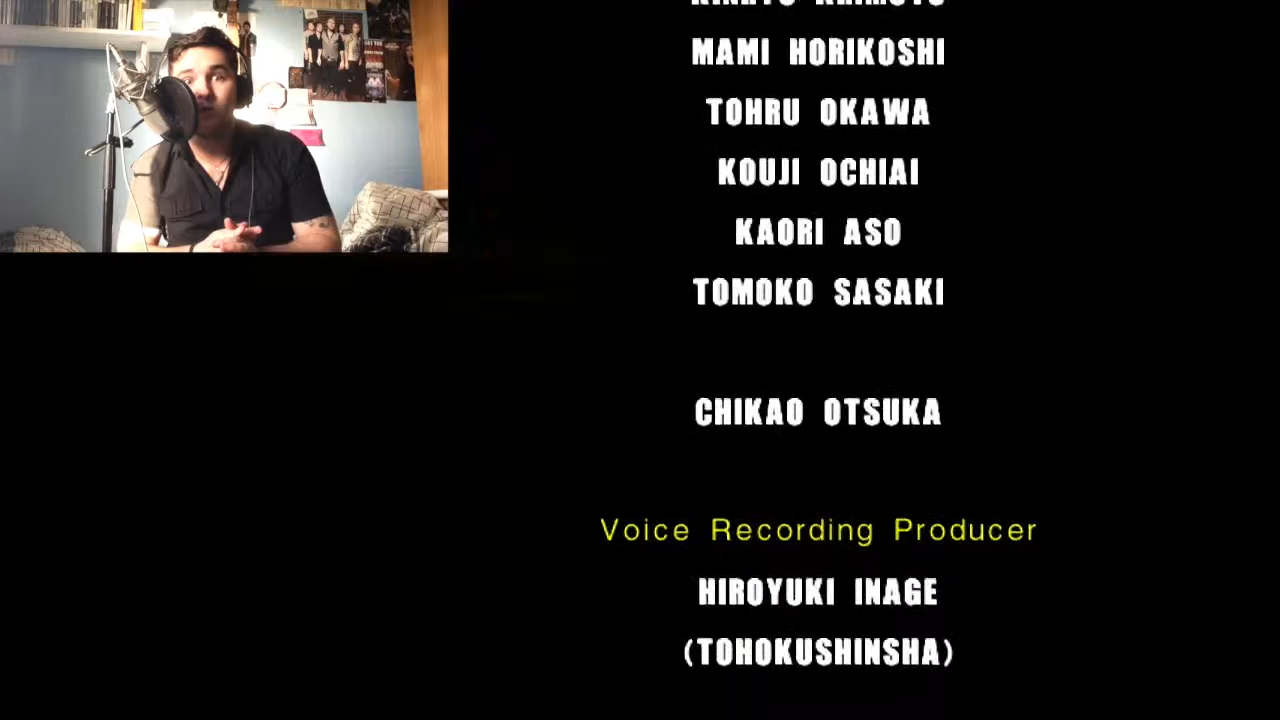 MAMI HORIKOSHI
TOHRU OKAWA
KOUJI OCHIAI
KAORI ASO
TOMOKO SASAKI
CHIKAO OTSUKA
Voice Recording Producer
HIROYUKI INAGE
(TOHOKUSHINSHA)